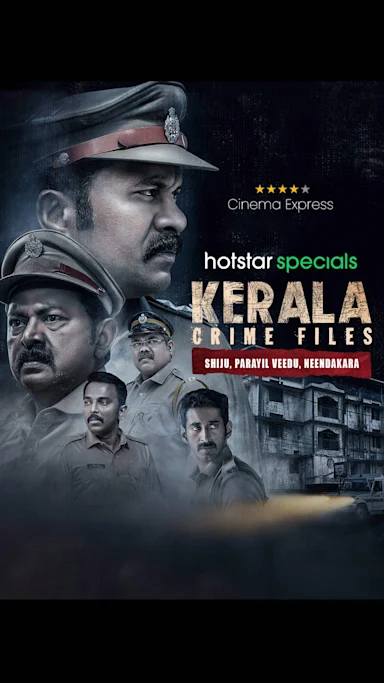 Cinema Express
hotstar specials
KERALA
CRIME FILES
SHIJU, PARAYIL VEEDU, NEENDAKARA